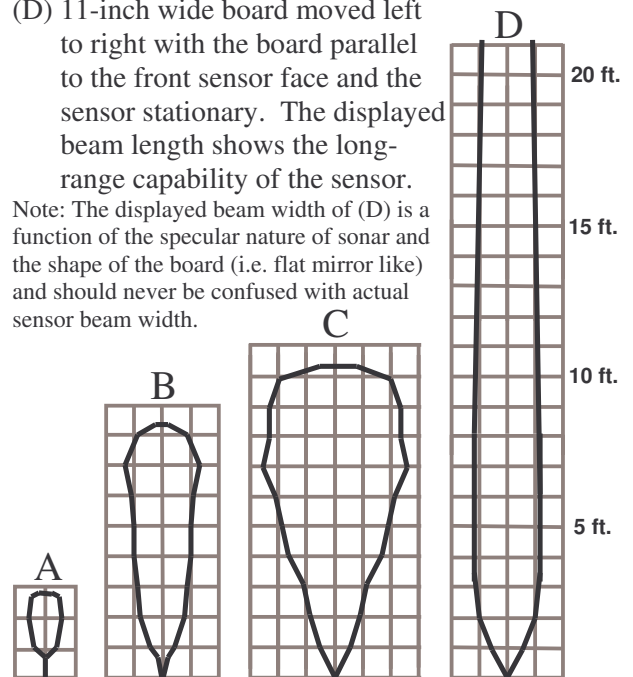 (D) 11-inch wide board moved left
to right with the board parallel
to the front sensor face and the
sensor stationary.  The displayed
beam length shows the long-
range capability of the sensor.
Note: The displayed beam width of (D) is a
function of the specular nature of sonar and
the shape of the board (i.e. flat mirror like)
and should never be confused with actual
sensor beam width.
A
B
C
D
20 ft.
15 ft.
10 ft.
5 ft.